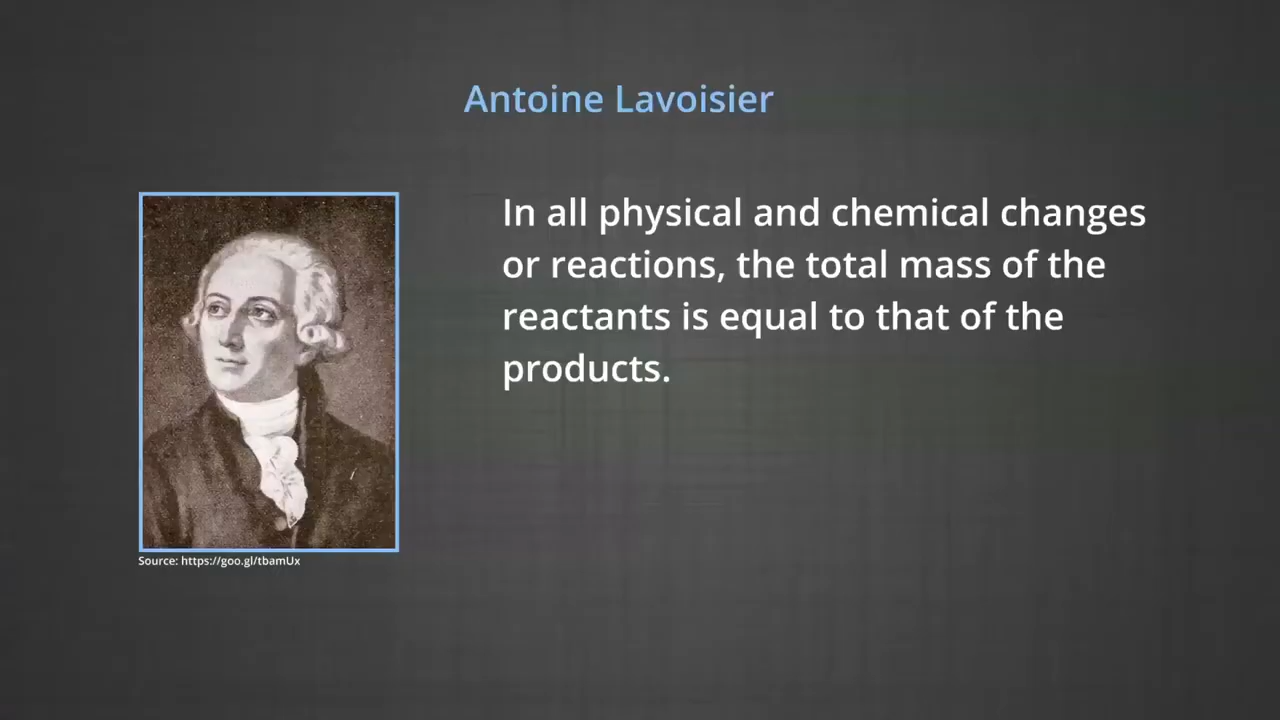 Antoine Lavoisier
In all physical and chemical changes
or reactions, the total mass of the
reactants is equal to that of the
products.
Source: https://goo.gl/tbamUx